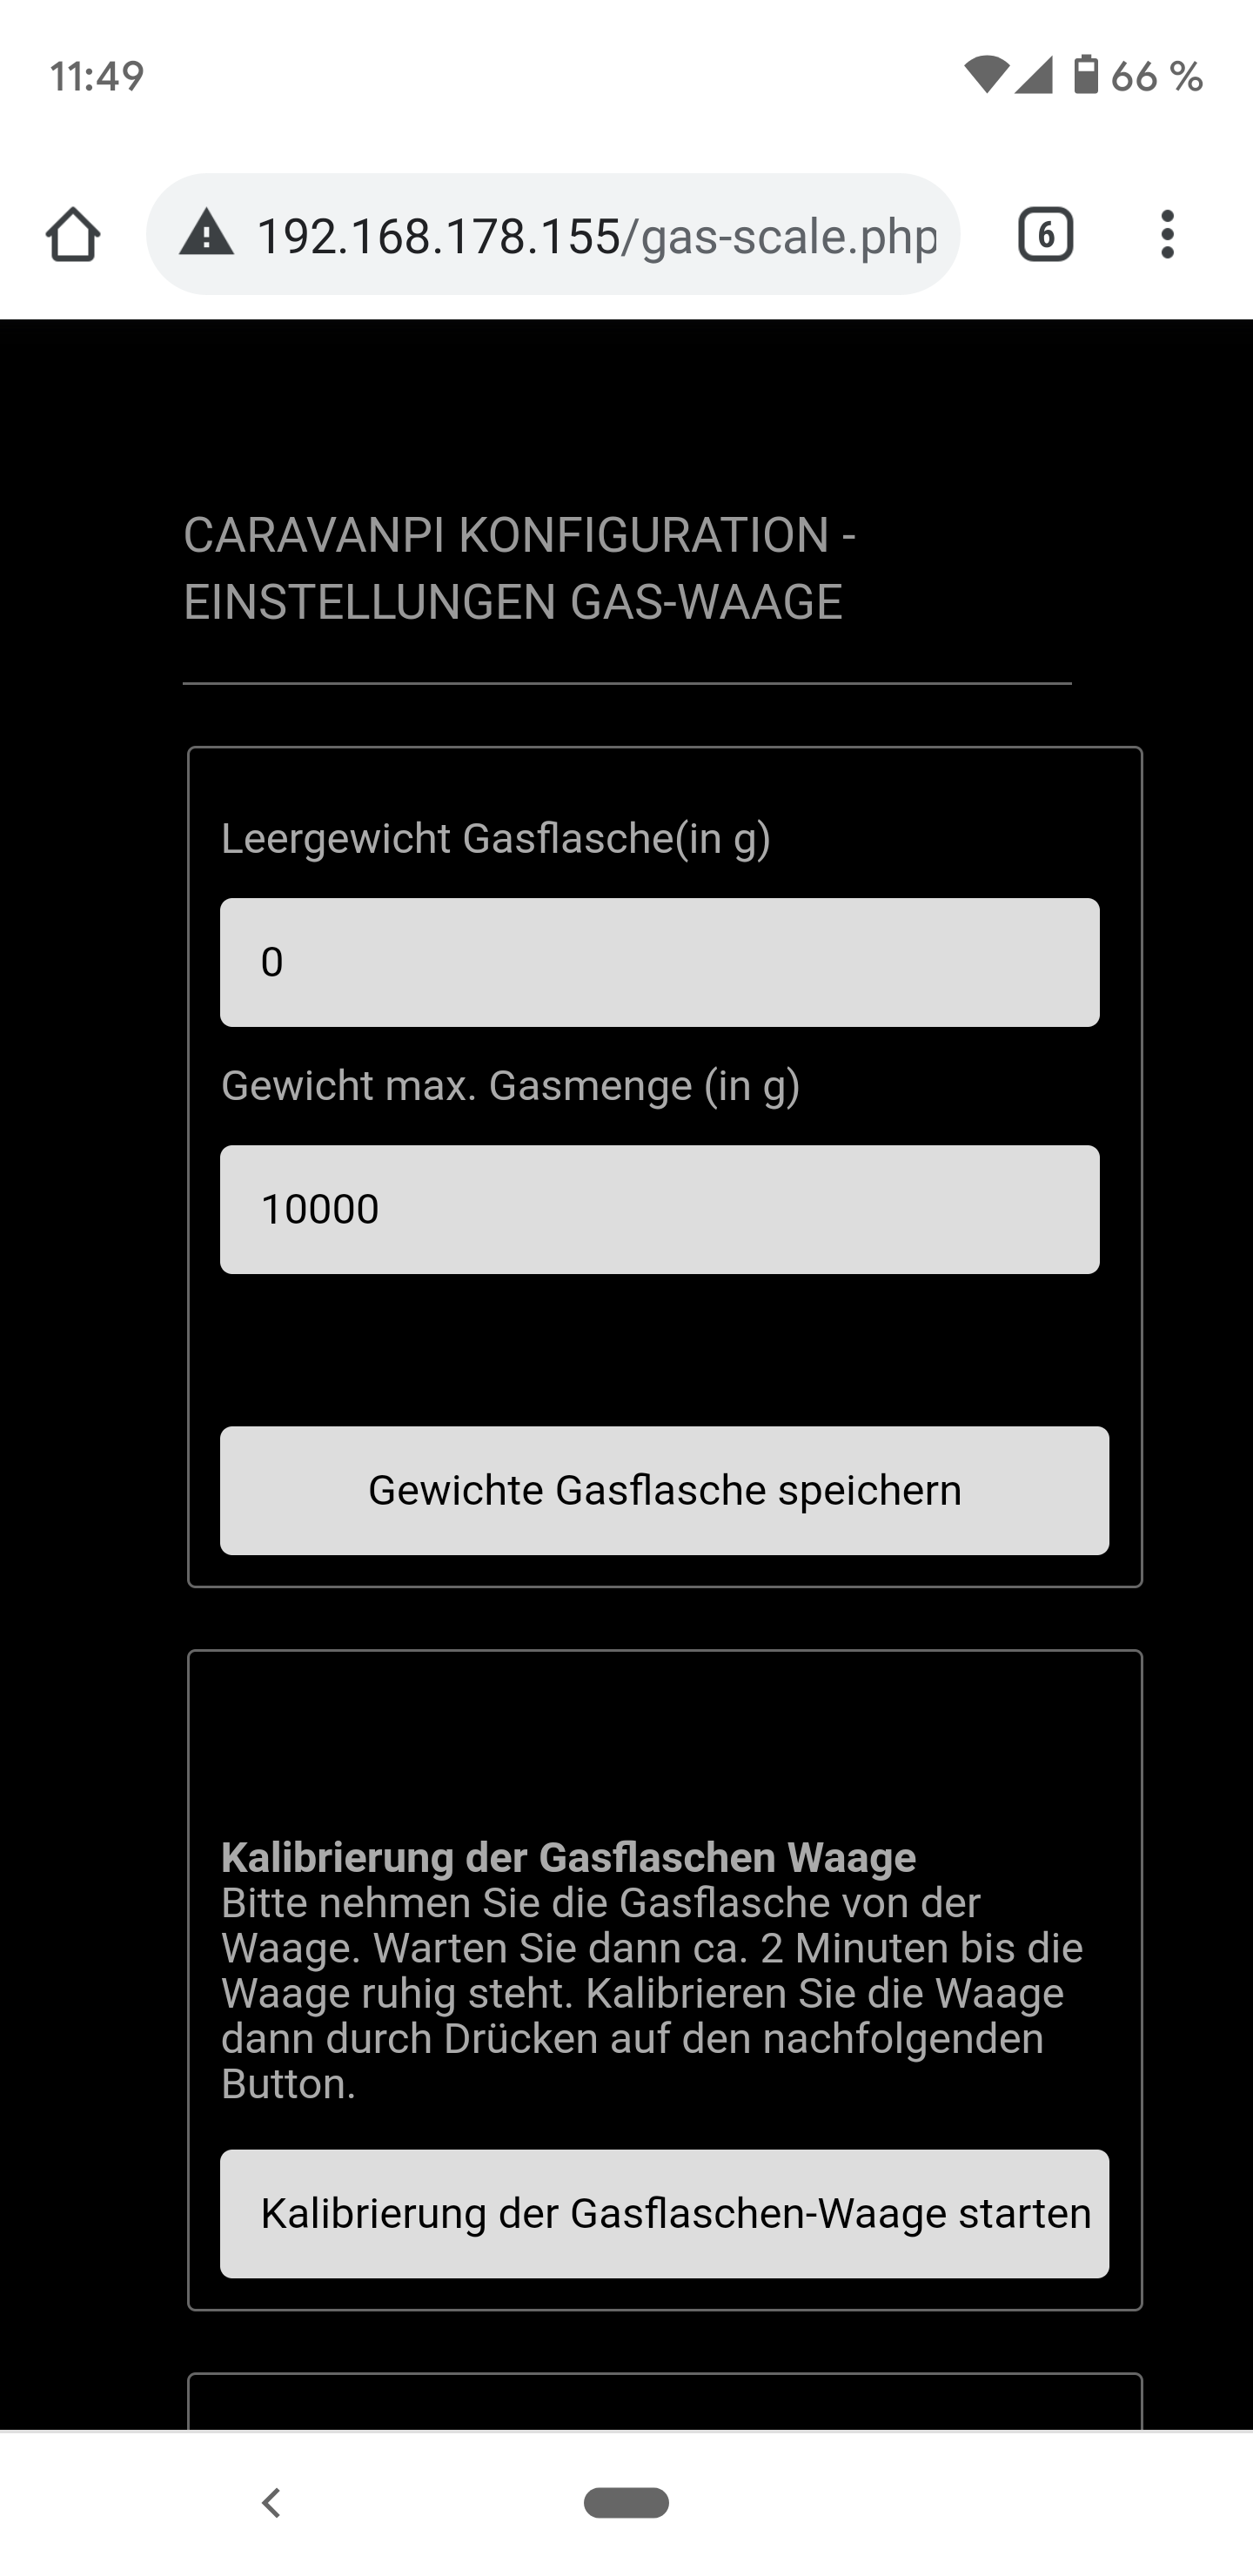 11:49
66 %
192.168.178.155/gas-scale.php
6
CARAVANPI KONFIGURATION -
EINSTELLUNGEN GAS-WAAGE
Leergewicht Gasflasche(in g)
0
Gewicht max. Gasmenge (in g)
10000
Gewichte Gasflasche speichern
Kalibrierung der Gasflaschen Waage
Bitte nehmen Sie die Gasflasche von der
Waage. Warten Sie dann ca. 2 Minuten bis die
Waage ruhig steht. Kalibrieren Sie die Waage
dann durch Drücken auf den nachfolgenden
Button.
Kalibrierung der Gasflaschen-Waage starten